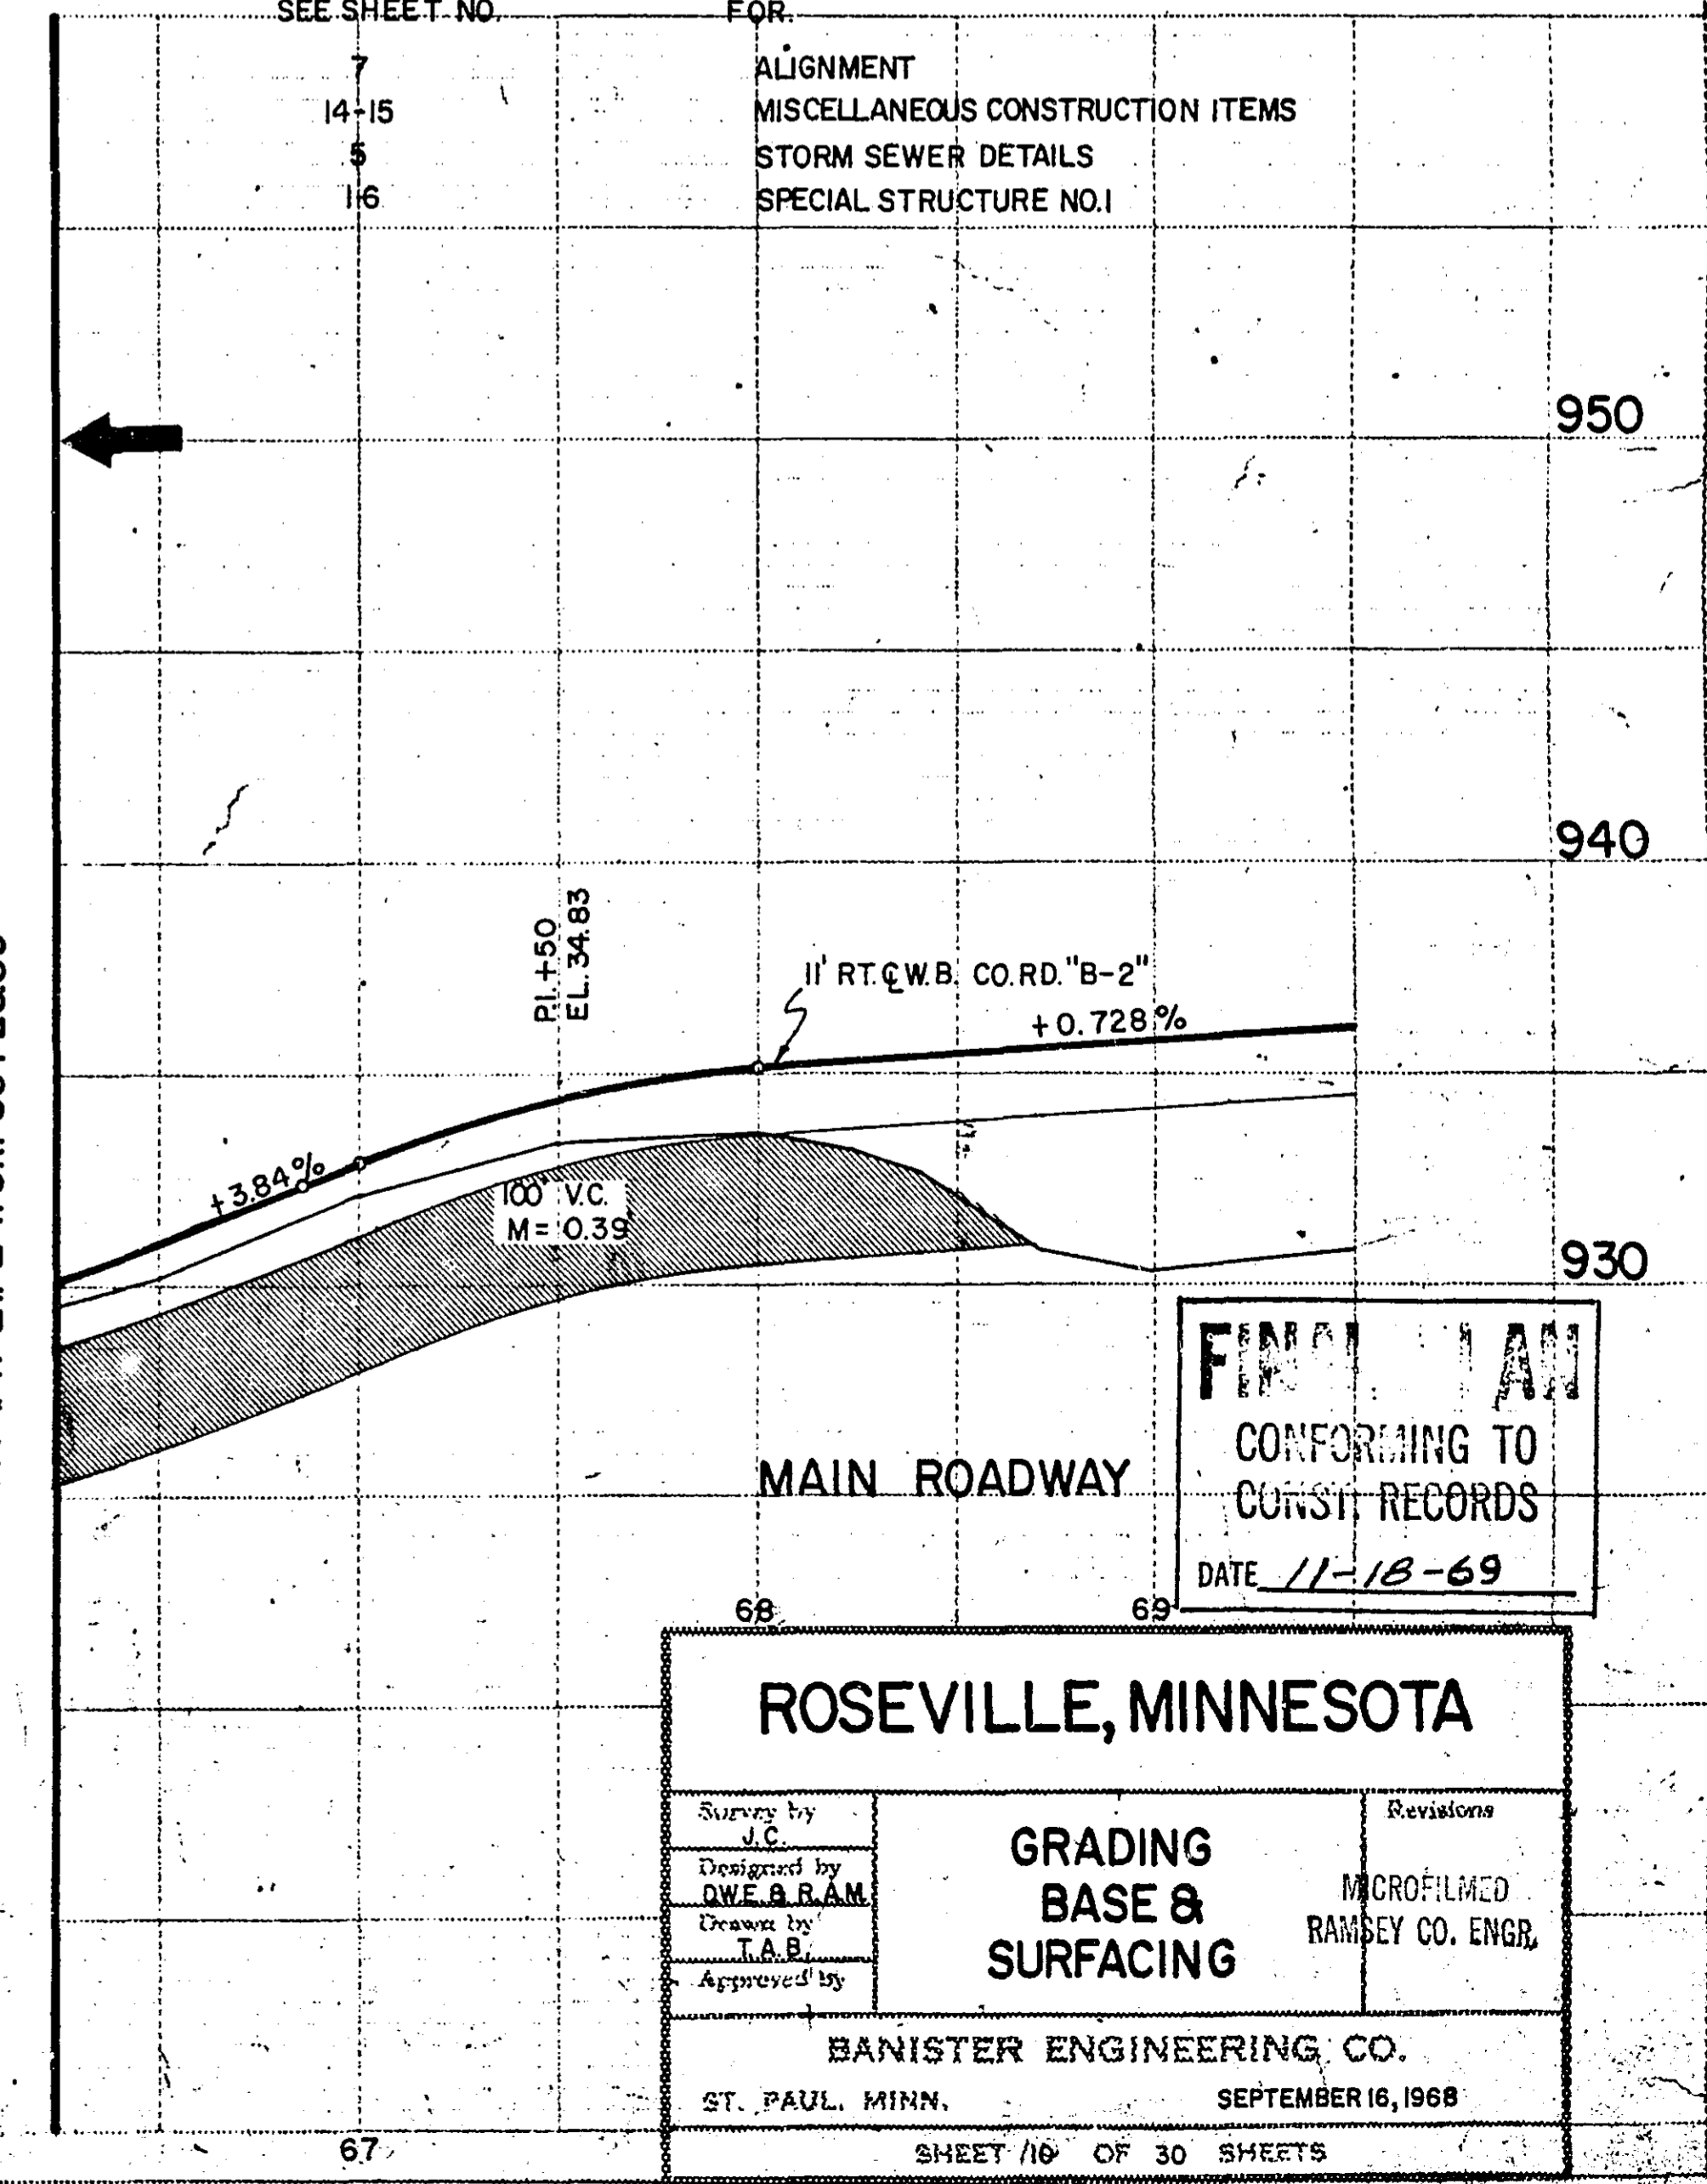 SEE SHEET NO. FOR
7 ALIGNMENT
14-15 MISCELLANEOUS CONSTRUCTION ITEMS
5 STORM SEWER DETAILS
16 SPECIAL STRUCTURE NO.1
950
940
P.I. +50
EL. 34.83
11' RT. ℄ W.B. CO. RD. "B-2"
+0.728%
+3.84%
100' V.C.
M = 0.39'
930
FINAL
CONFORMING TO
CONST. RECORDS
DATE 11-18-69
MAIN ROADWAY
68 69
ROSEVILLE, MINNESOTA
Survey by
J.C.
Designed by
DWE & R.A.M.
Drawn by
T.A.B.
Approved by
GRADING
BASE &
SURFACING
Revisions
MICROFILMED
RAMSEY CO. ENGR.
BANISTER ENGINEERING CO.
ST. PAUL, MINN. SEPTEMBER 16, 1968
67
SHEET 10 OF 30 SHEETS